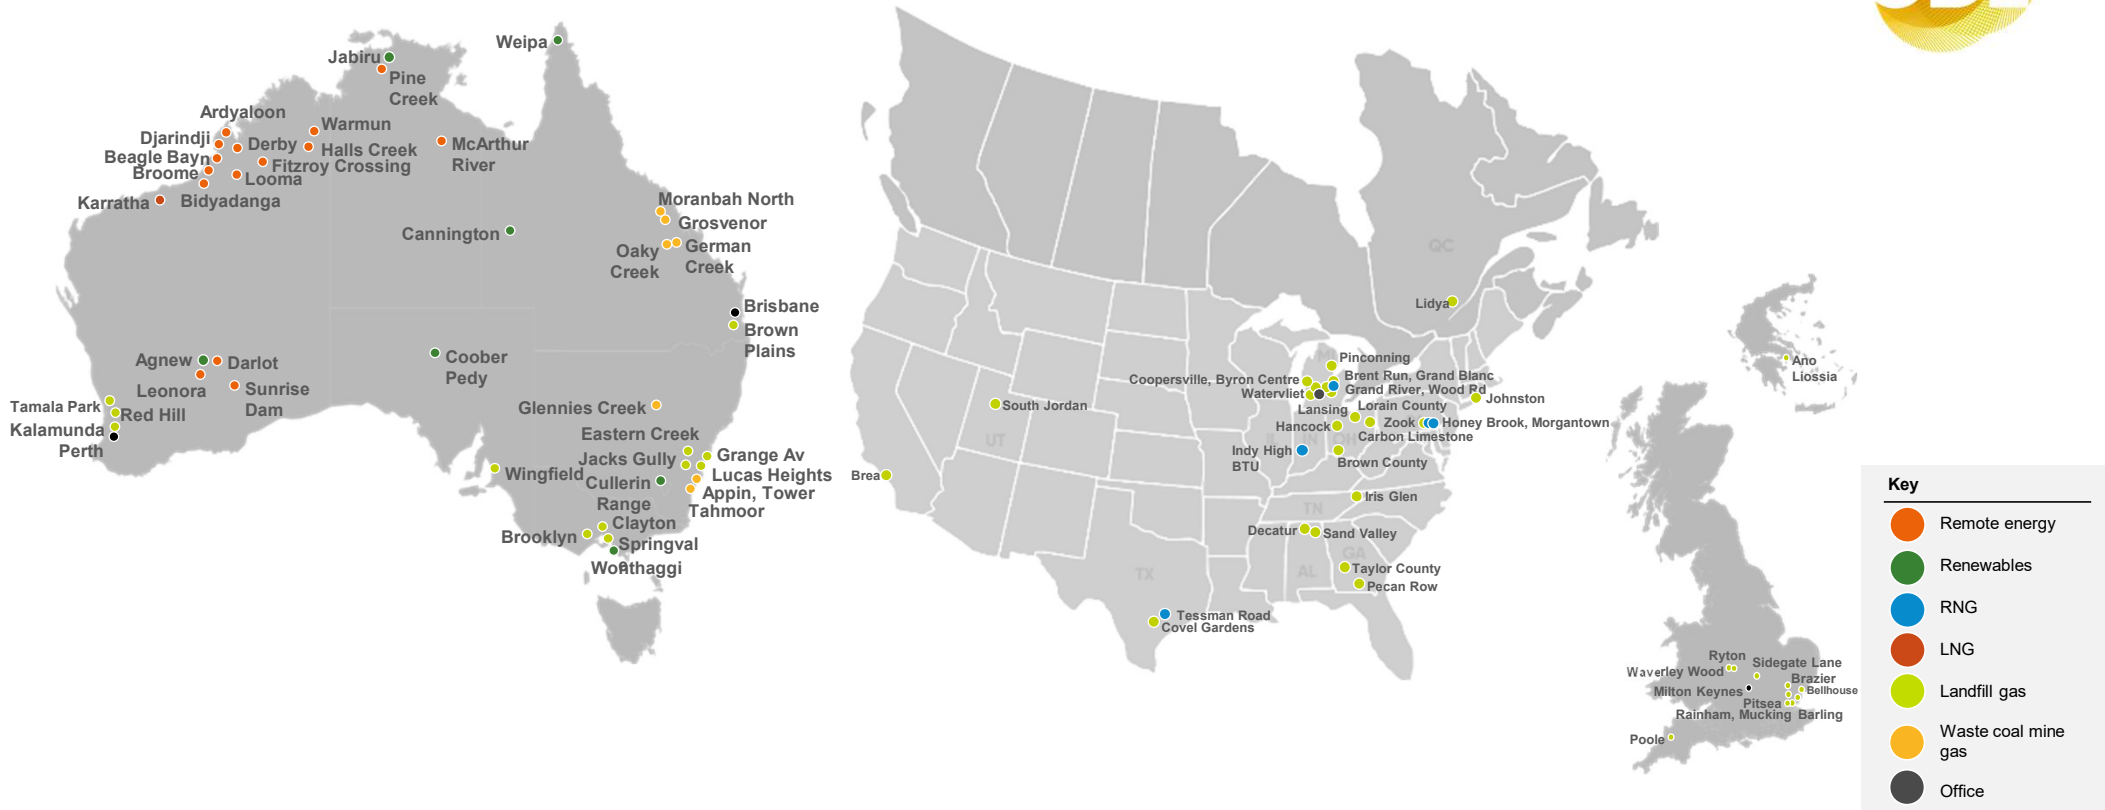 Weipa
Jabiru
Pine
Creek
Ardyaloon
Warmun
Djarindji
Derby
Halls Creek
McArthur
River
Beagle Bay
Fitzroy Crossing
Broome
Looma
Karratha
Bidyadanga
Moranbah North
Grosvenor
Cannington
Oaky
Creek
German
Creek
Brisbane
Brown
Plains
Agnew
Darlot
Leonora
Sunrise
Dam
Coober
Pedy
Tamala Park
Red Hill
Kalamunda
Perth
Glennies Creek
Eastern Creek
Jacks Gully
Grange Av
Lucas Heights
Wingfield
Cullerin
Range
Appin, Tower
Tahmoor
Clayton
Brooklyn
Springval
Wonthaggi
QC
Lidya
MI
Pinconning
Coopersville, Byron Centre
Brent Run, Grand Blanc
Watervliet
Grand River, Wood Rd
Johnston
South Jordan
Lansing
Lorain County
Hancock
Zook
Honey Brook, Morgantown
Carbon Limestone
UT
IL
IN
OH
Indy High
BTU
Brown County
Brea
Iris Glen
TN
Decatur
Sand Valley
GA
TX
AL
Taylor County
Pecan Row
Tessman Road
Covel Gardens
Ano
Liossia
Ryton
Sidegate Lane
Waverley Wood
Brazier
Milton Keynes
Bellhouse
Pitsea
Rainham, Mucking
Barling
Poole
Key
Remote energy
Renewables
RNG
LNG
Landfill gas
Waste coal mine
gas
Office